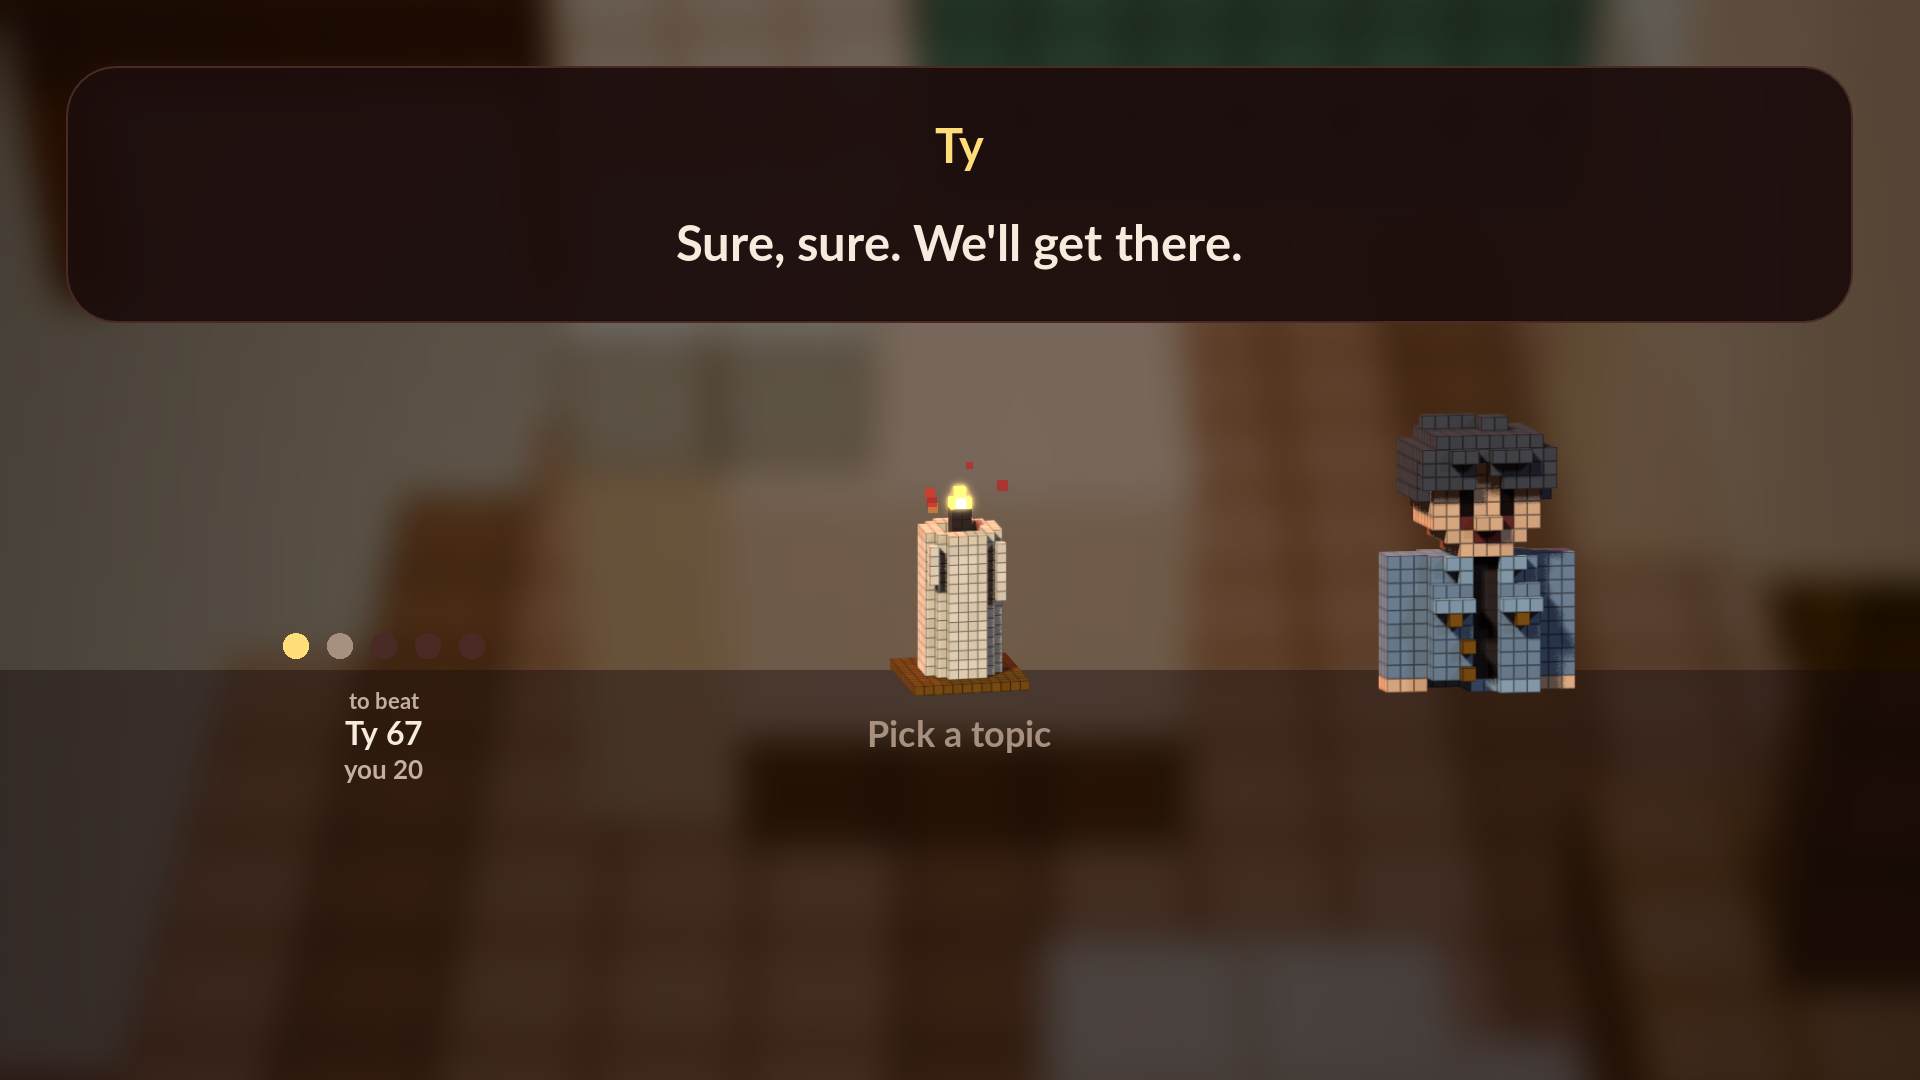 Ty
Sure, sure. We'll get there.
to beat
Ty 67
you 20
Pick a topic